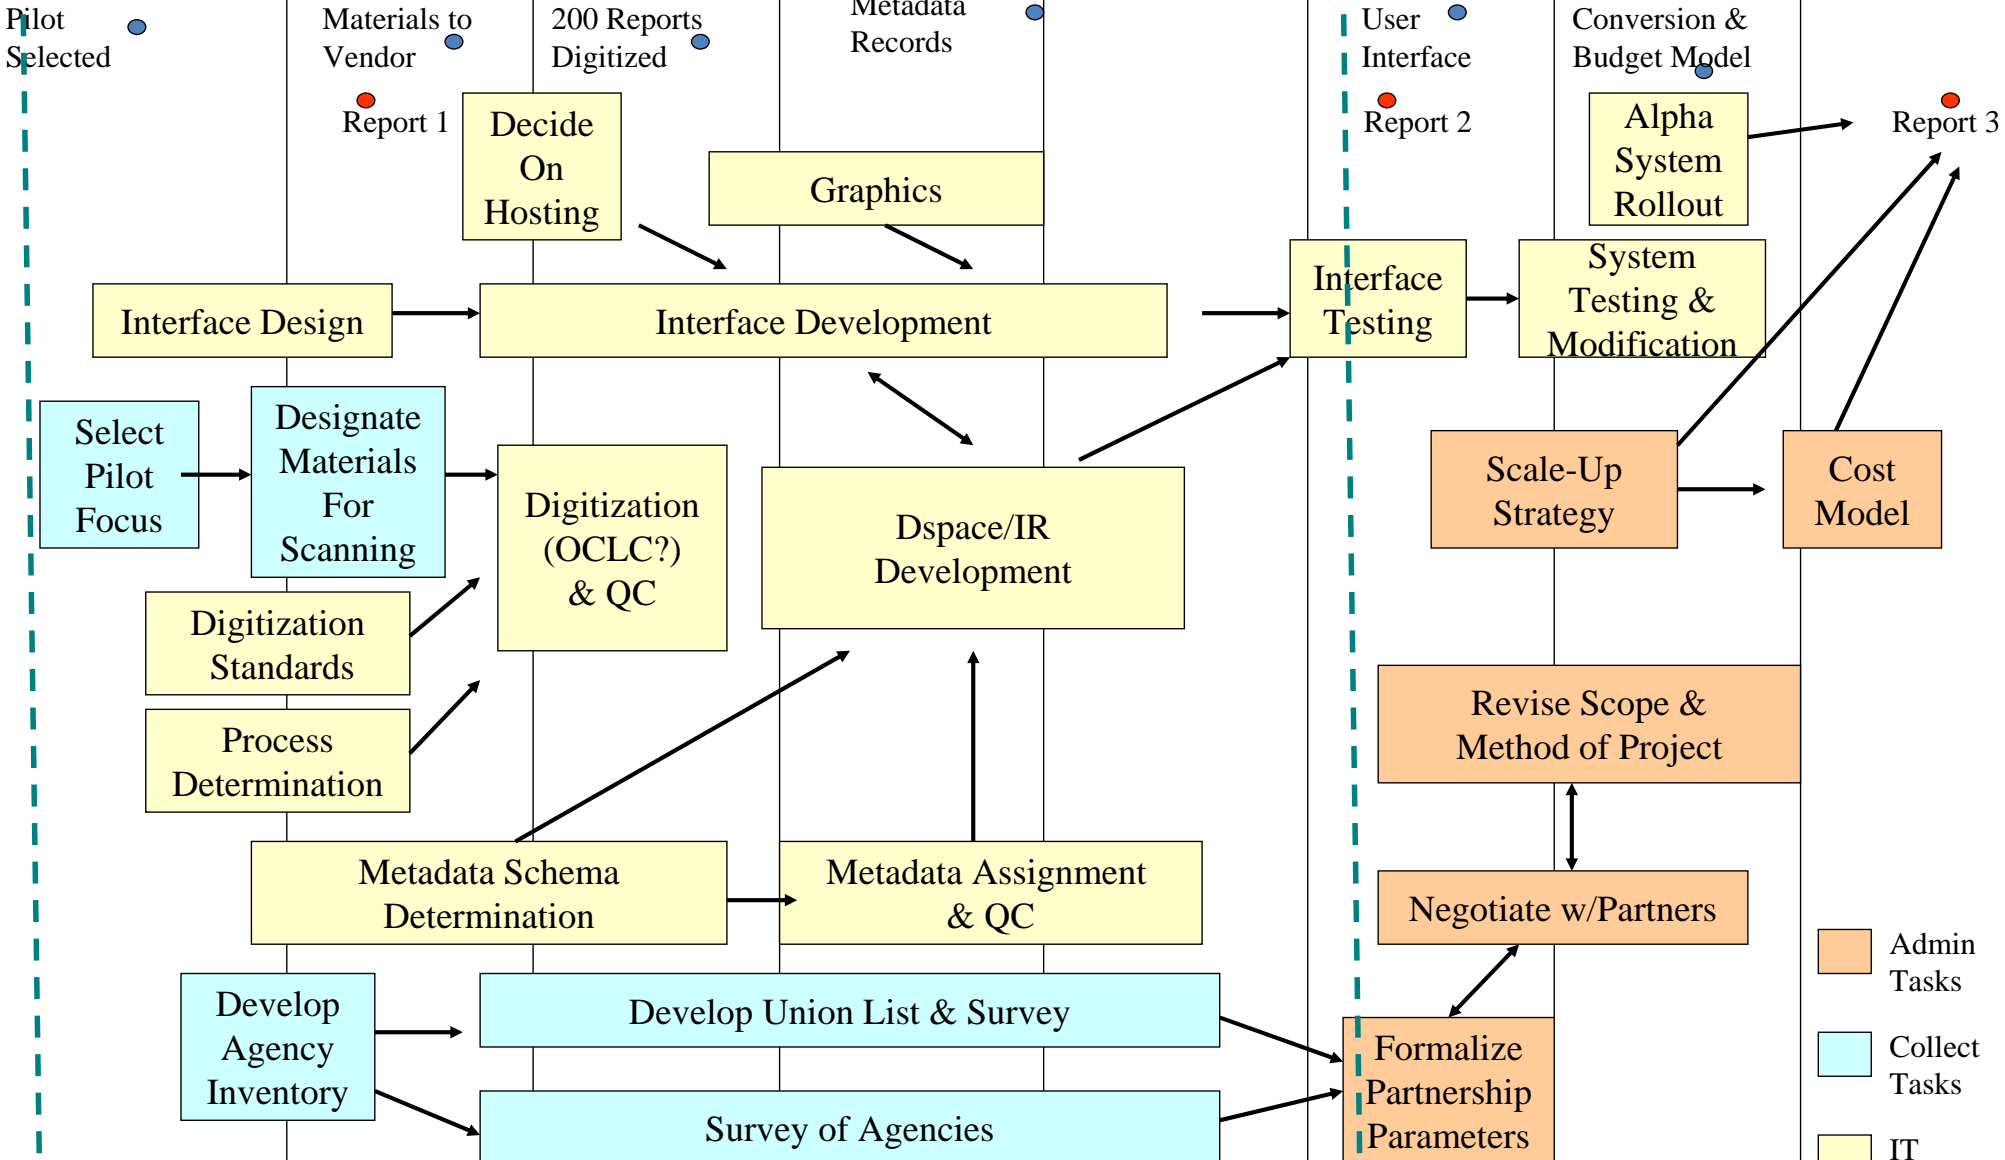 Pilot
Selected
Materials to
Vendor
200 Reports
Digitized
Metadata
Records
User
Interface
Conversion &
Budget Model
Report 1
Report 2
Report 3
Decide
On
Hosting
Graphics
Alpha
System
Rollout
Interface Design
Interface Development
Interface
Testing
System
Testing &
Modification
Select
Pilot
Focus
Designate
Materials
For
Scanning
Digitization
(OCLC?)
& QC
Dspace/IR
Development
Scale-Up
Strategy
Cost
Model
Digitization
Standards
Process
Determination
Revise Scope &
Method of Project
Metadata Schema
Determination
Metadata Assignment
& QC
Negotiate w/Partners
Develop
Agency
Inventory
Develop Union List & Survey
Survey of Agencies
Formalize
Partnership
Parameters
Admin
Tasks
Collect
Tasks
IT